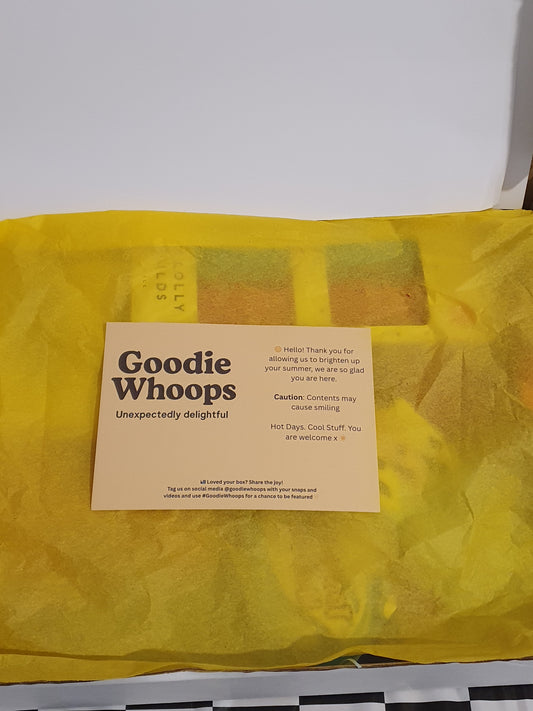 OLLY
ILDS
Goodie
Whoops
Unexpectedly delightful
😊 Hello! Thank you for
allowing us to brighten up
your summer, we are so glad
you are here.
Caution: Contents may
cause smiling
Hot Days. Cool Stuff. You
are welcome x ☀️
📢 Loved your box? Share the joy!
Tag us on social media @goodiewhoops with your snaps and
videos and use #GoodieWhoops for a chance to be featured